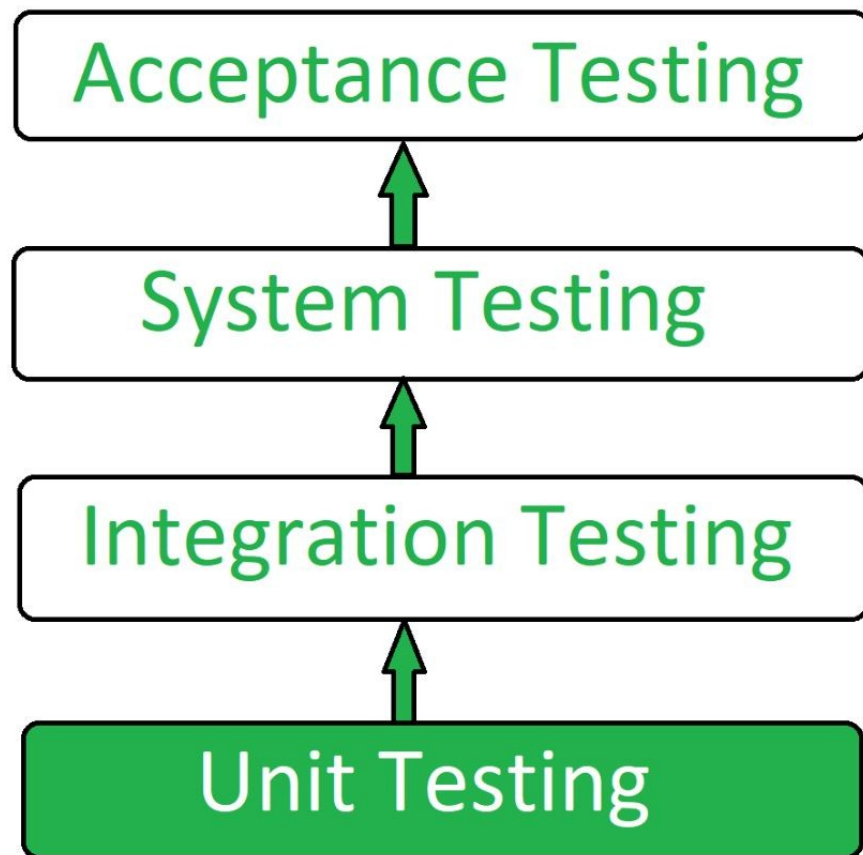 Acceptance Testing
System Testing
Integration Testing
Unit Testing